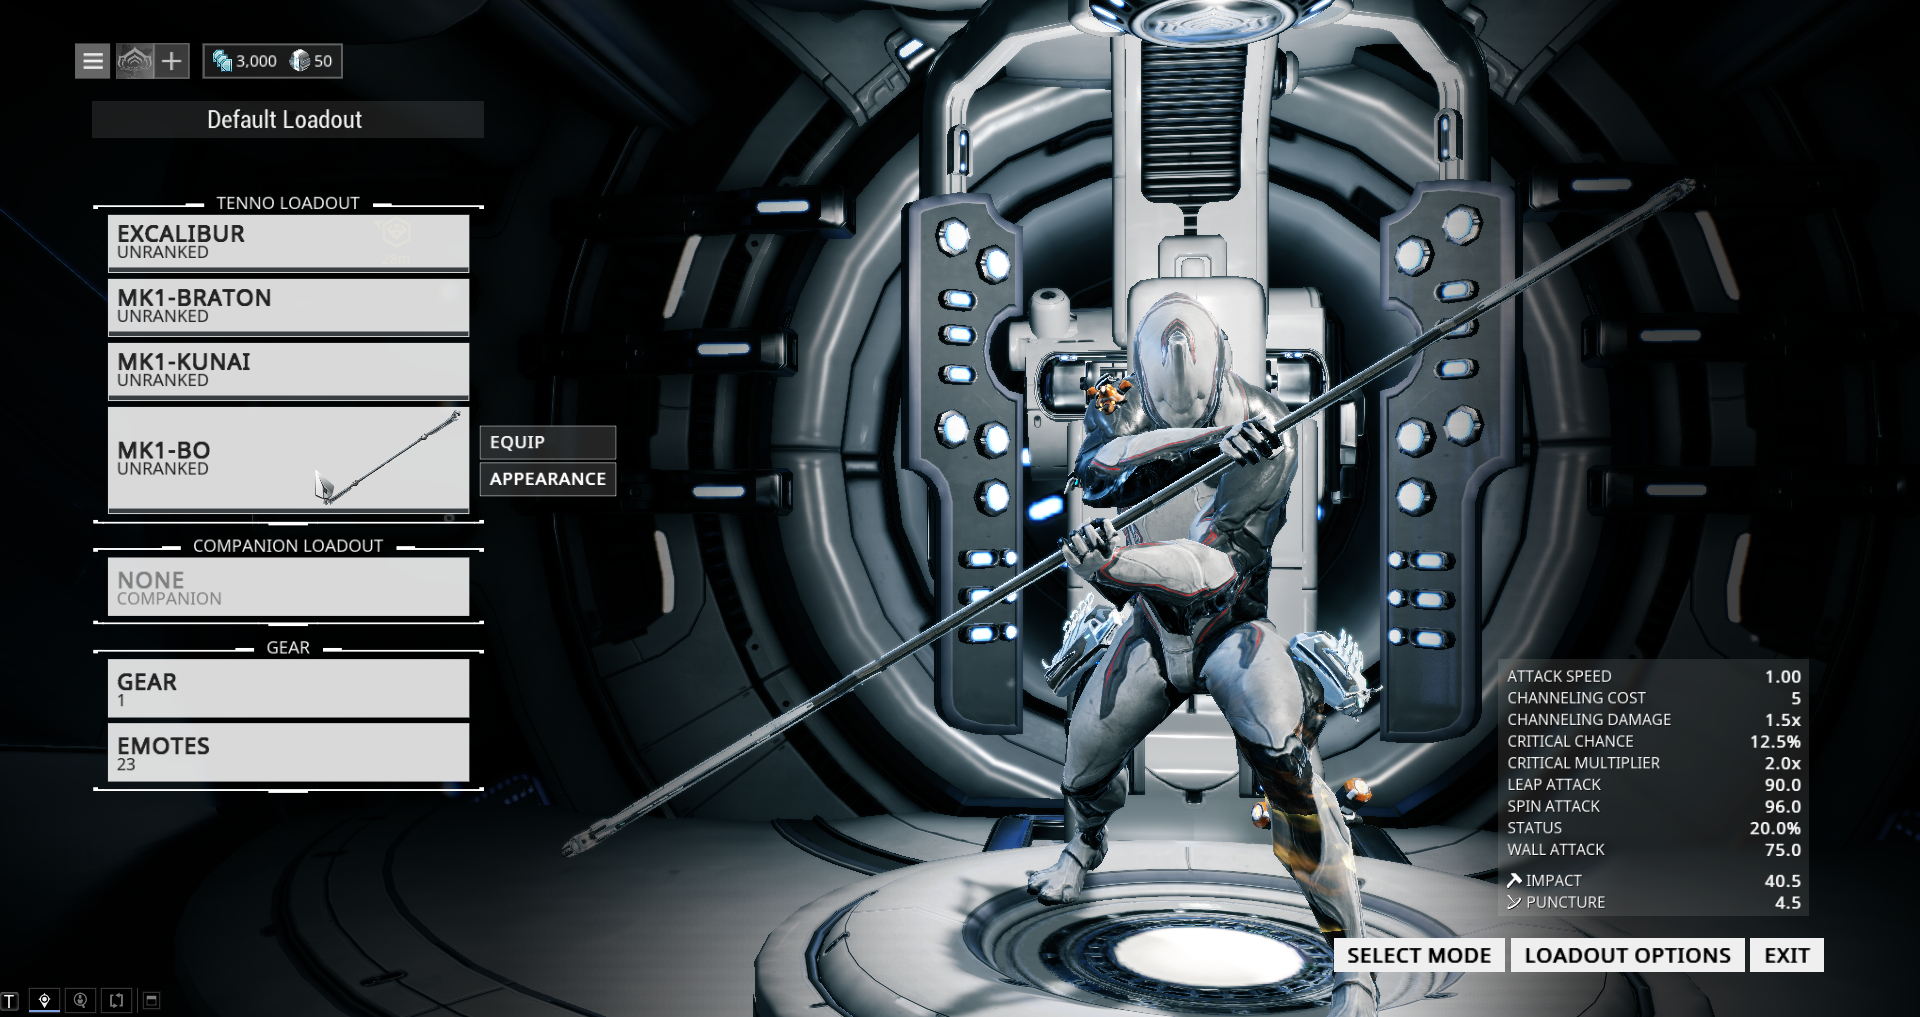 3,000 50
Default Loadout
TENNO LOADOUT
EXCALIBUR
UNRANKED
28m
MK1-BRATON
UNRANKED
MK1-KUNAI
UNRANKED
MK1-BO
UNRANKED
EQUIP
APPEARANCE
COMPANION LOADOUT
NONE
COMPANION
GEAR
GEAR
1
EMOTES
23
ATTACK SPEED 1.00
CHANNELING COST 5
CHANNELING DAMAGE 1.5x
CRITICAL CHANCE 12.5%
CRITICAL MULTIPLIER 2.0x
LEAP ATTACK 90.0
SPIN ATTACK 96.0
STATUS 20.0%
WALL ATTACK 75.0
IMPACT 40.5
PUNCTURE 4.5
SELECT MODE LOADOUT OPTIONS EXIT
T